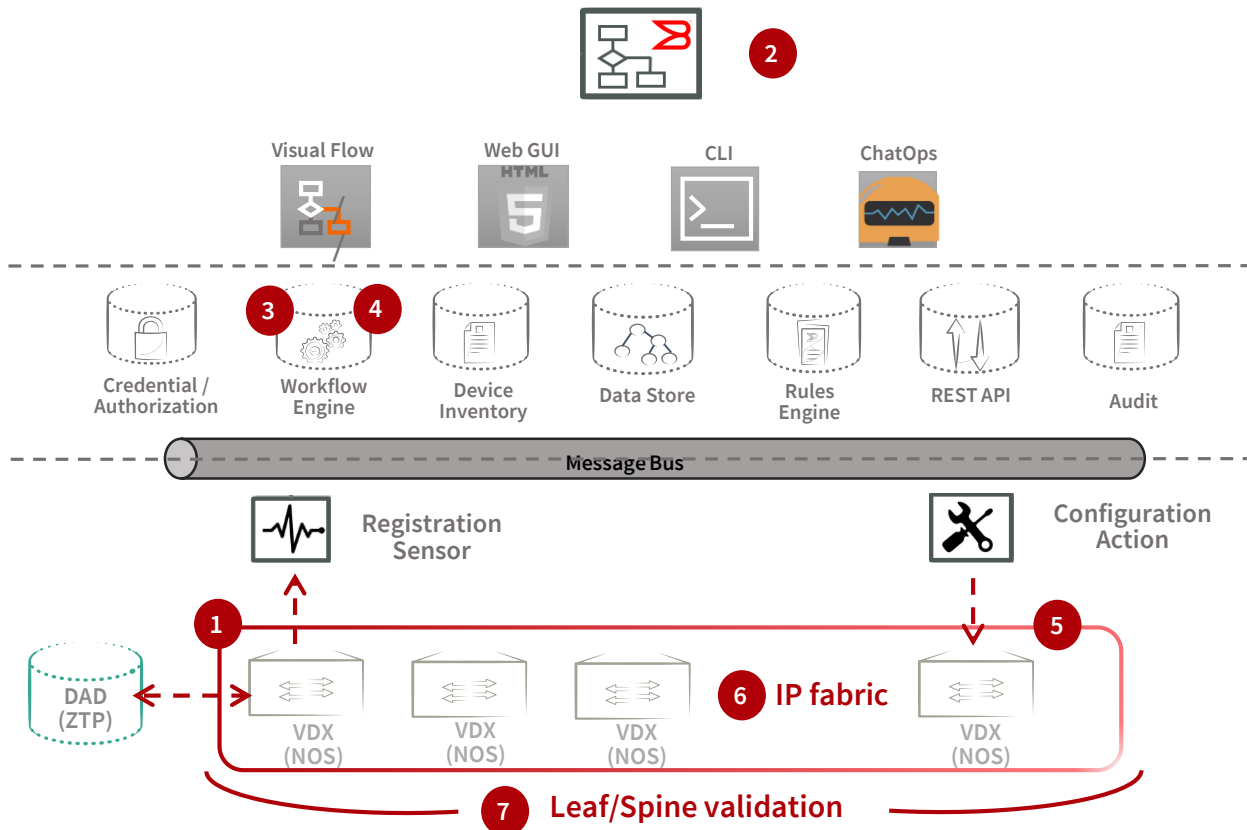 2
Visual Flow
Web GUI
CLI
ChatOps
HTML
5
3
4
Credential /
Authorization
Workflow
Engine
Device
Inventory
Data Store
Rules
Engine
REST API
Audit
Message Bus
Registration
Sensor
Configuration
Action
1
5
DAD
(ZTP)
6
IP fabric
VDX
(NOS)
VDX
(NOS)
VDX
(NOS)
VDX
(NOS)
7
Leaf/Spine validation